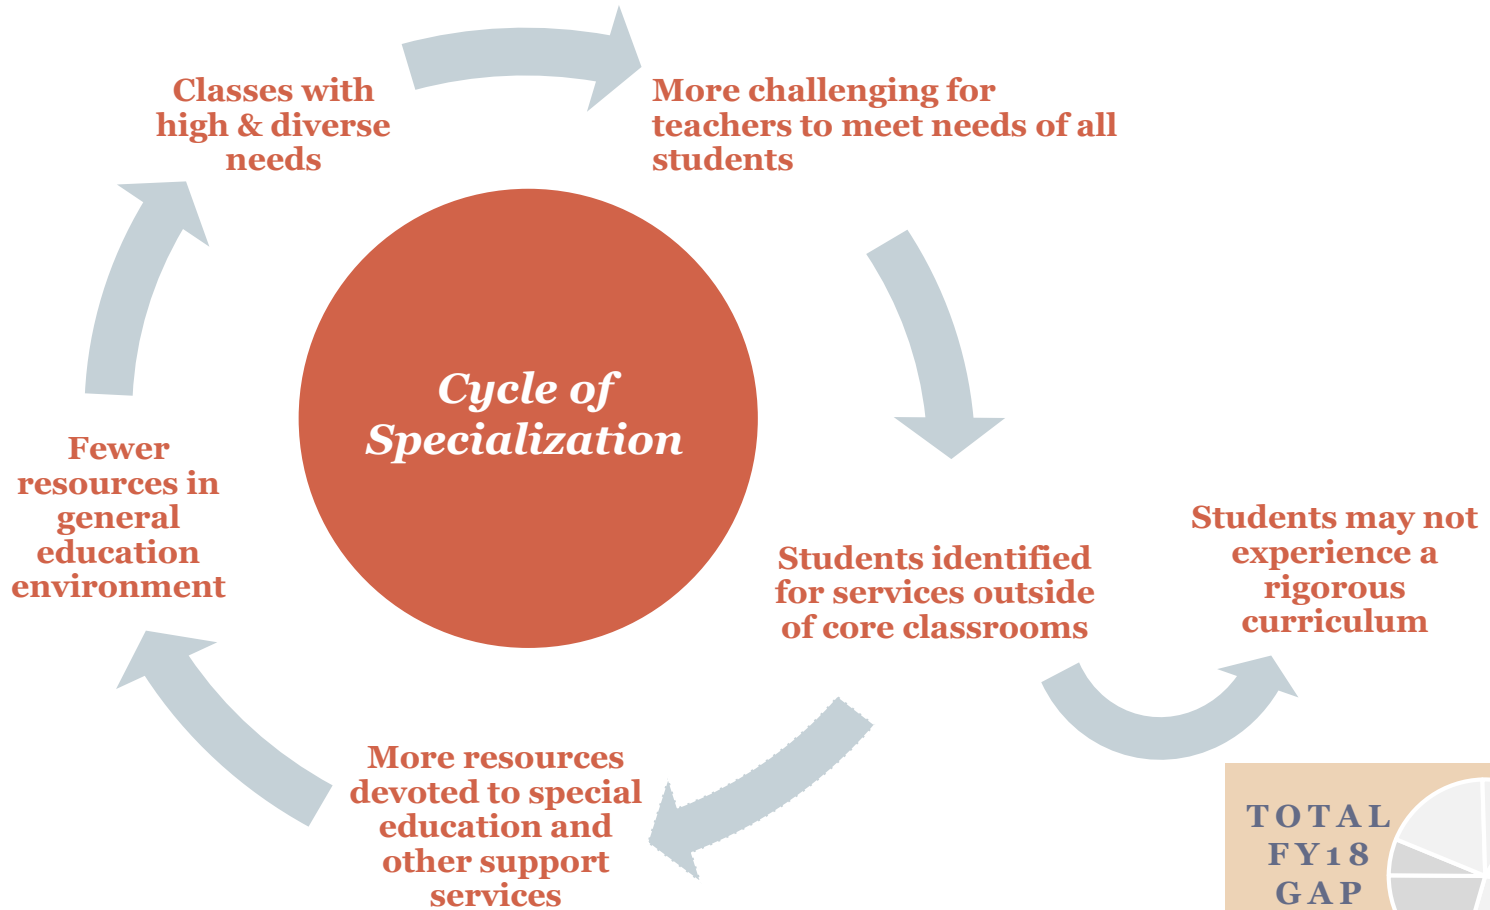 Classes with
high & diverse
needs
More challenging for
teachers to meet needs of all
students
Cycle of
Specialization
Fewer
resources in
general
education
environment
Students identified
for services outside
of core classrooms
Students may not
experience a
rigorous
curriculum
More resources
devoted to special
education and
other support
services
TOTAL
FY18
GAP